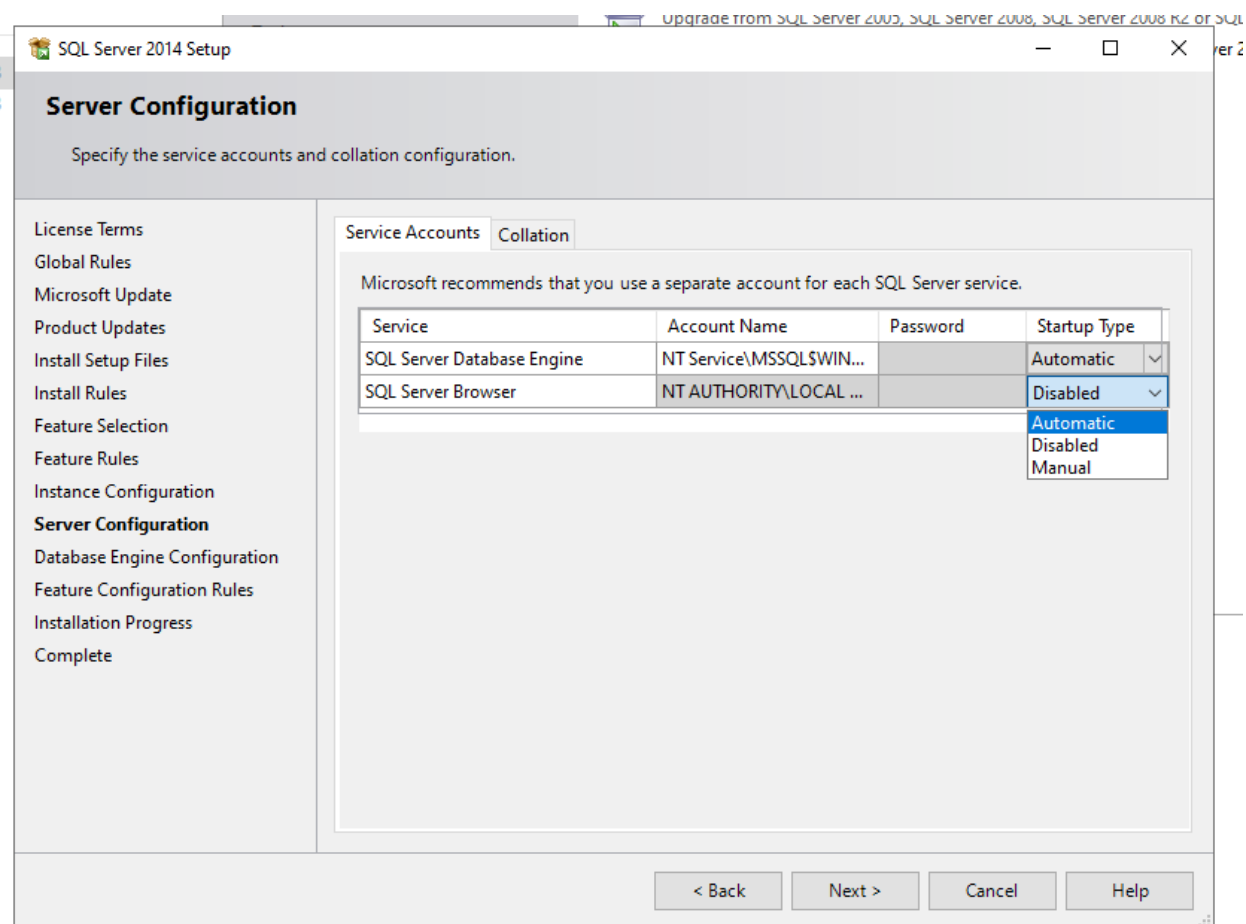 Upgrade from SQL Server 2005, SQL Server 2008, SQL Server 2008 R2 or SQL
SQL Server 2014 Setup
Server Configuration
Specify the service accounts and collation configuration.
License Terms
Global Rules
Microsoft Update
Product Updates
Install Setup Files
Install Rules
Feature Selection
Feature Rules
Instance Configuration
Server Configuration
Database Engine Configuration
Feature Configuration Rules
Installation Progress
Complete
Service Accounts Collation
Microsoft recommends that you use a separate account for each SQL Server service.
Service Account Name Password Startup Type
SQL Server Database Engine NT Service\MSSQL$WIN... Automatic
SQL Server Browser NT AUTHORITY\LOCAL ... Disabled
Automatic
Disabled
Manual
< Back Next > Cancel Help